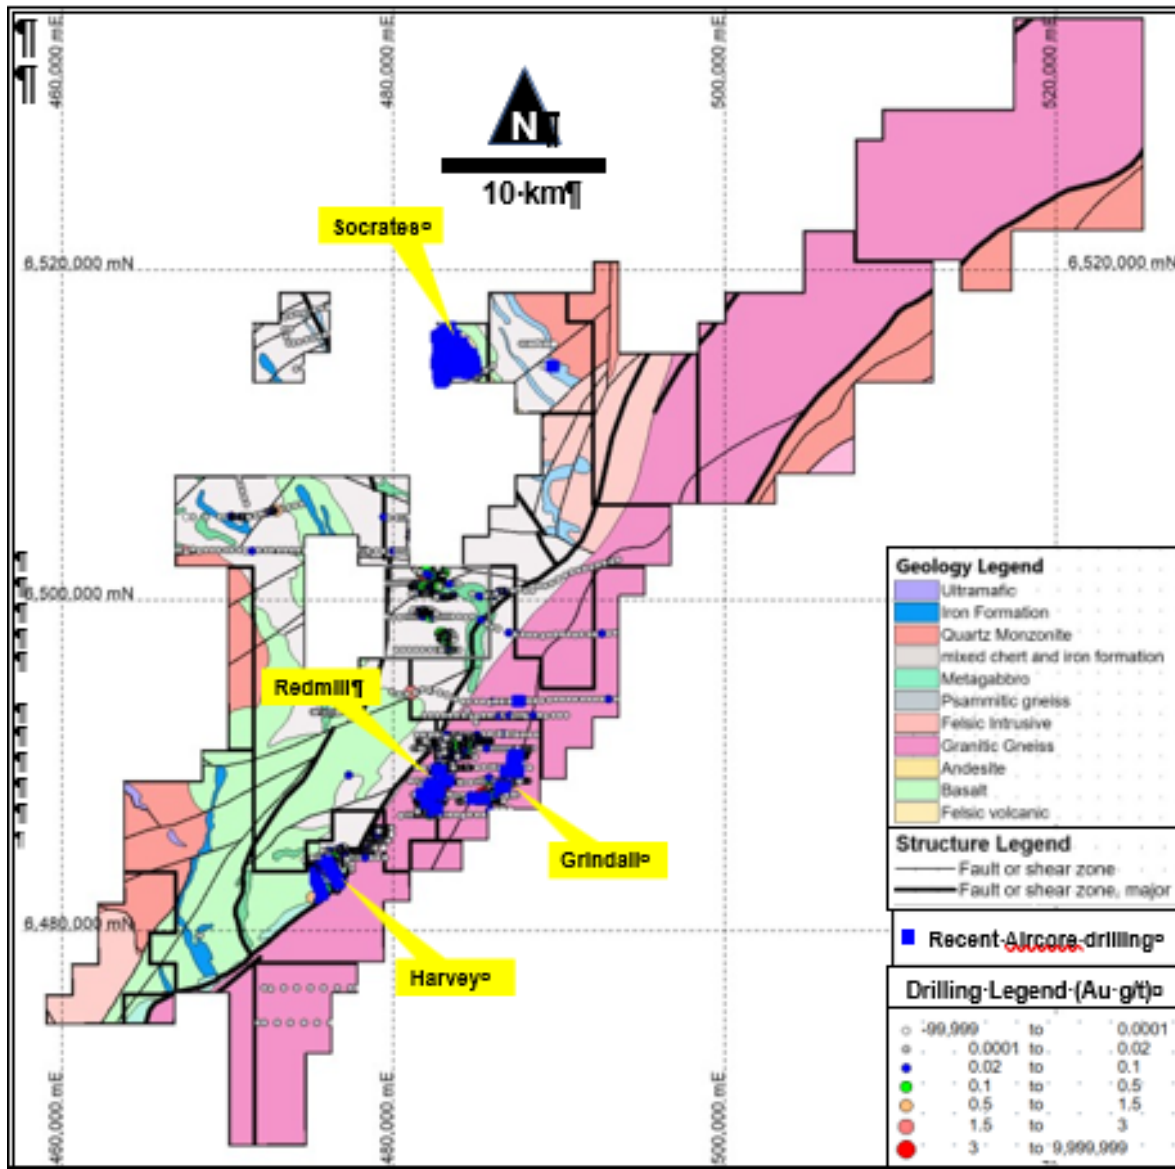 ¶
¶
460,000 mE
480,000 mE
500,000 mE
520,000 mE
N¶
10·km¶
Socrates¤
6,520,000 mN
6,520,000 mN
6,500,000 mN
Redmill¶
Grindall¤
6,480,000 mN
Harvey¤
460,000 mE
480,000 mE
500,000 mE
Geology Legend
Ultramafic
Iron Formation
Quartz Monzonite
mixed chert and iron formation
Metagabbro
Psammitic gneiss
Felsic Intrusive
Granitic Gneiss
Andesite
Basalt
Felsic volcanic
Structure Legend
Fault or shear zone
Fault or shear zone, major
Recent·Aircore·drilling¤
Drilling·Legend·(Au·g/t)¤
-99,999 to 0.0001
0.0001 to 0.02
0.02 to 0.1
0.1 to 0.5
0.5 to 1.5
1.5 to 3
3 to 9,999,999